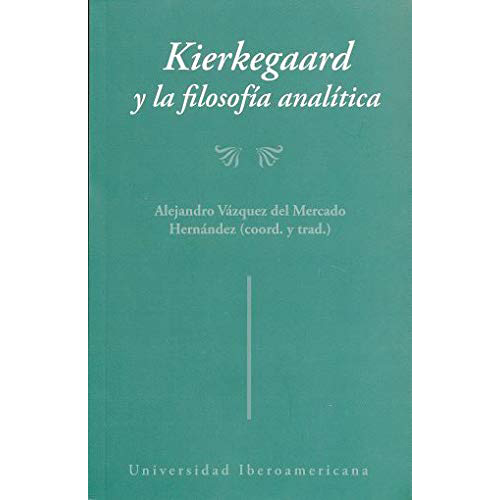 Kierkegaard
y la filosofía analítica
Alejandro Vázquez del Mercado
Hernández (coord. y trad.)
Universidad Iberoamericana